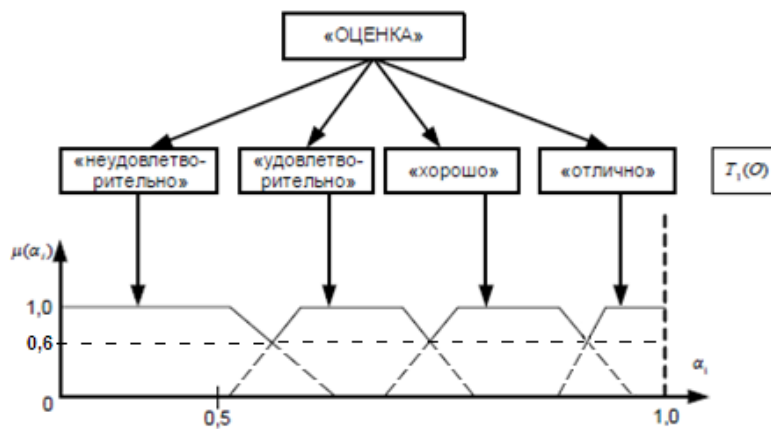 «ОЦЕНКА»
«неудовлетво-
рительно»
«удовлетво-
рительно»
«хорошо»
«отлично»
T₁(O)
μ(αᵢ)
1,0
0,6
0
0,5
1,0
αᵢ